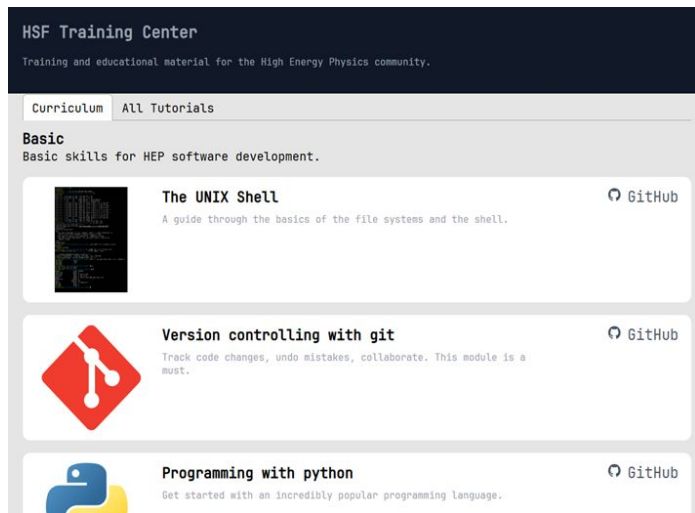 HSF Training Center
Training and educational material for the High Energy Physics community.
Curriculum All Tutorials
Basic
Basic skills for HEP software development.
The UNIX Shell GitHub
A guide through the basics of the file systems and the shell.
Version controlling with git GitHub
Track code changes, undo mistakes, collaborate. This module is a
must.
Programming with python GitHub
Get started with an incredibly popular programming language.